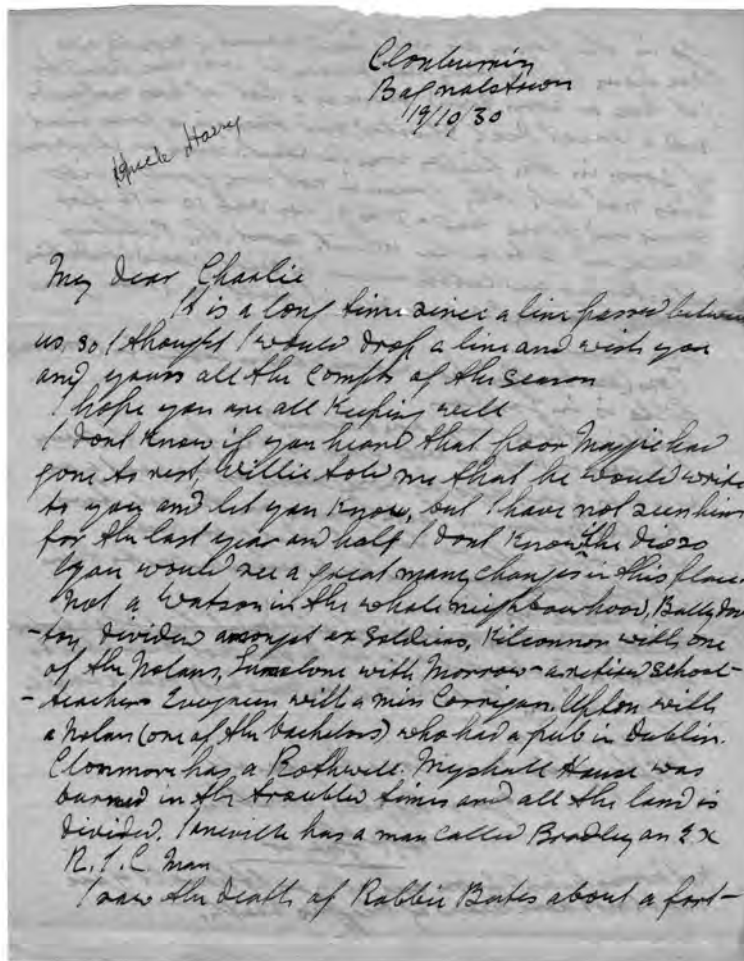 Clonburrin
Bagnalstown
19/10/30
Uncle Harry
My dear Charlie
It is a long time since a line passed between
us, so I thought I would drop a line and wish you
and yours all the Compts of the Season
I hope you are all Keeping well
I dont Know if you heard that poor Maggie had
gone to rest, Willie told me that he would write
to you and let you Know, but I have not seen him
for the last year and half I dont Know if he did so
you would see a great many changes in this place
Not a Watson in the whole neighbourhood,
-ton divided amongst ex Soldiers, Kilconnor with one
of the Nolans, Lumclone with Morrow - a retired school-
- teacher Evergreen with a miss Corrigan. with
a Nolan (one of the bachelors) who had a pub in Dublin.
Clonmore has a Rothwell. Myshall House was
burned in the troubled times and all the land is
divided. Janeville has a man called Bradley an Ex
R.I.C. Man
I saw the death of Robbie Bates about a fort-